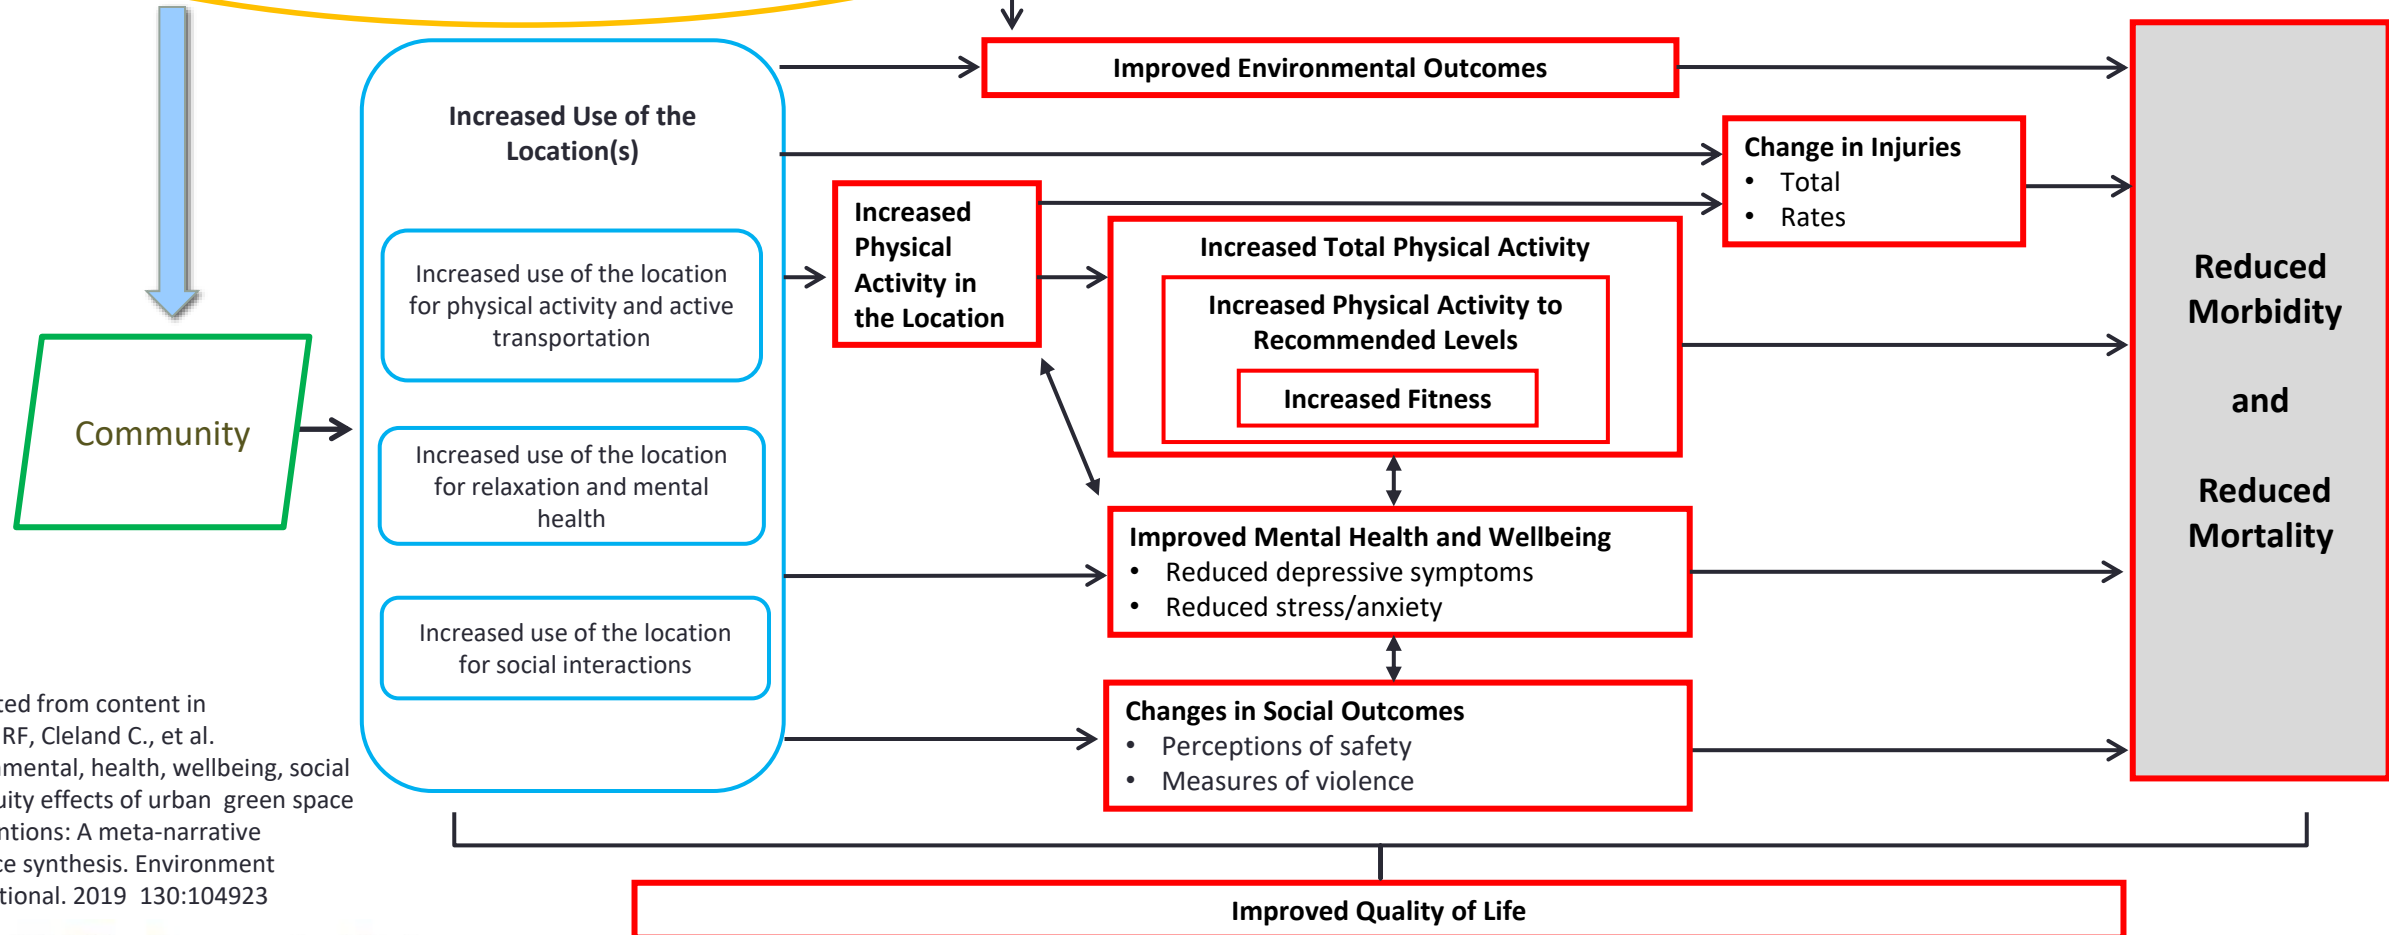 Improved Environmental Outcomes
Increased Use of the
Location(s)
Change in Injuries
• Total
• Rates
Increased
Physical
Activity in
the Location
Increased Total Physical Activity
Increased Physical Activity to
Recommended Levels
Increased Fitness
Increased use of the location
for physical activity and active
transportation
Reduced
Morbidity
and
Reduced
Mortality
Community
Increased use of the location
for relaxation and mental
health
Improved Mental Health and Wellbeing
• Reduced depressive symptoms
• Reduced stress/anxiety
Increased use of the location
for social interactions
Changes in Social Outcomes
• Perceptions of safety
• Measures of violence
ted from content in
RF, Cleland C., et al.
mental, health, wellbeing, social
uity effects of urban green space
ntions: A meta-narrative
ce synthesis. Environment
tional. 2019 130:104923
Improved Quality of Life